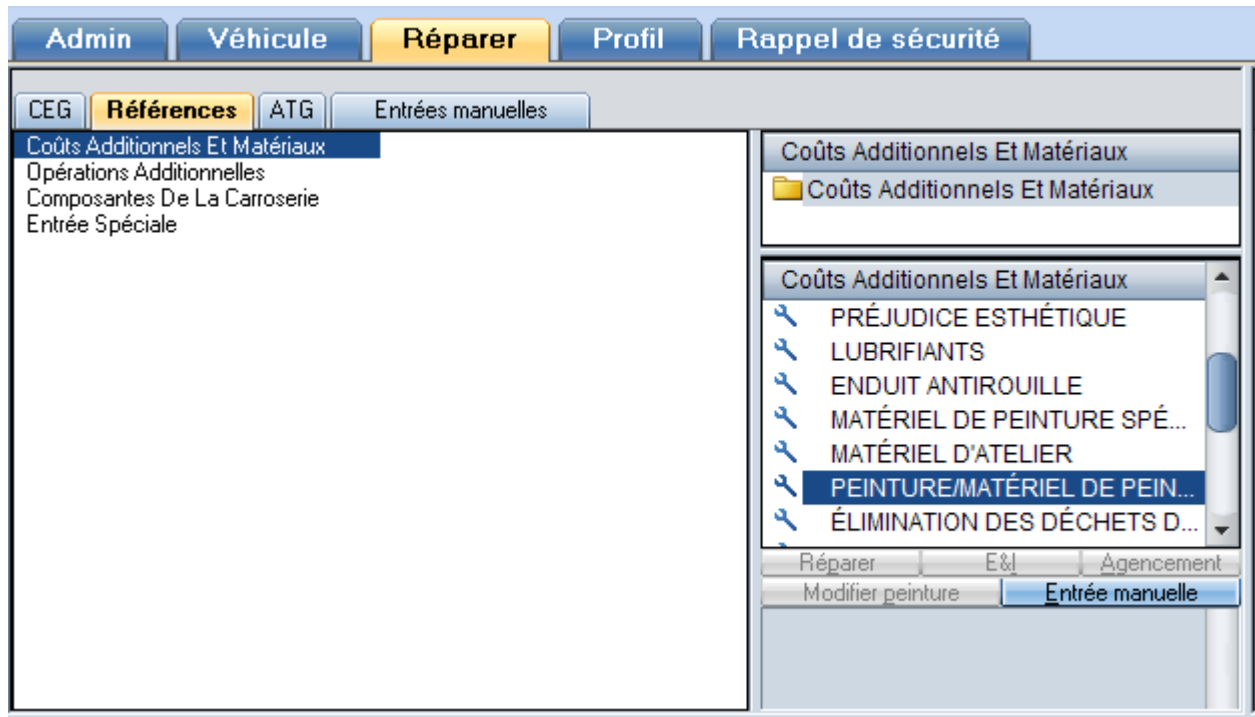 Admin Véhicule Réparer Profil Rappel de sécurité
CEG Références ATG Entrées manuelles
Coûts Additionnels Et Matériaux
Opérations Additionnelles
Composantes De La Carroserie
Entrée Spéciale
Coûts Additionnels Et Matériaux
Coûts Additionnels Et Matériaux
Coûts Additionnels Et Matériaux
PRÉJUDICE ESTHÉTIQUE
LUBRIFIANTS
ENDUIT ANTIROUILLE
MATÉRIEL DE PEINTURE SPÉ...
MATÉRIEL D'ATELIER
PEINTURE/MATÉRIEL DE PEIN...
ÉLIMINATION DES DÉCHETS D...
Réparer E&I Agencement
Modifier peinture Entrée manuelle